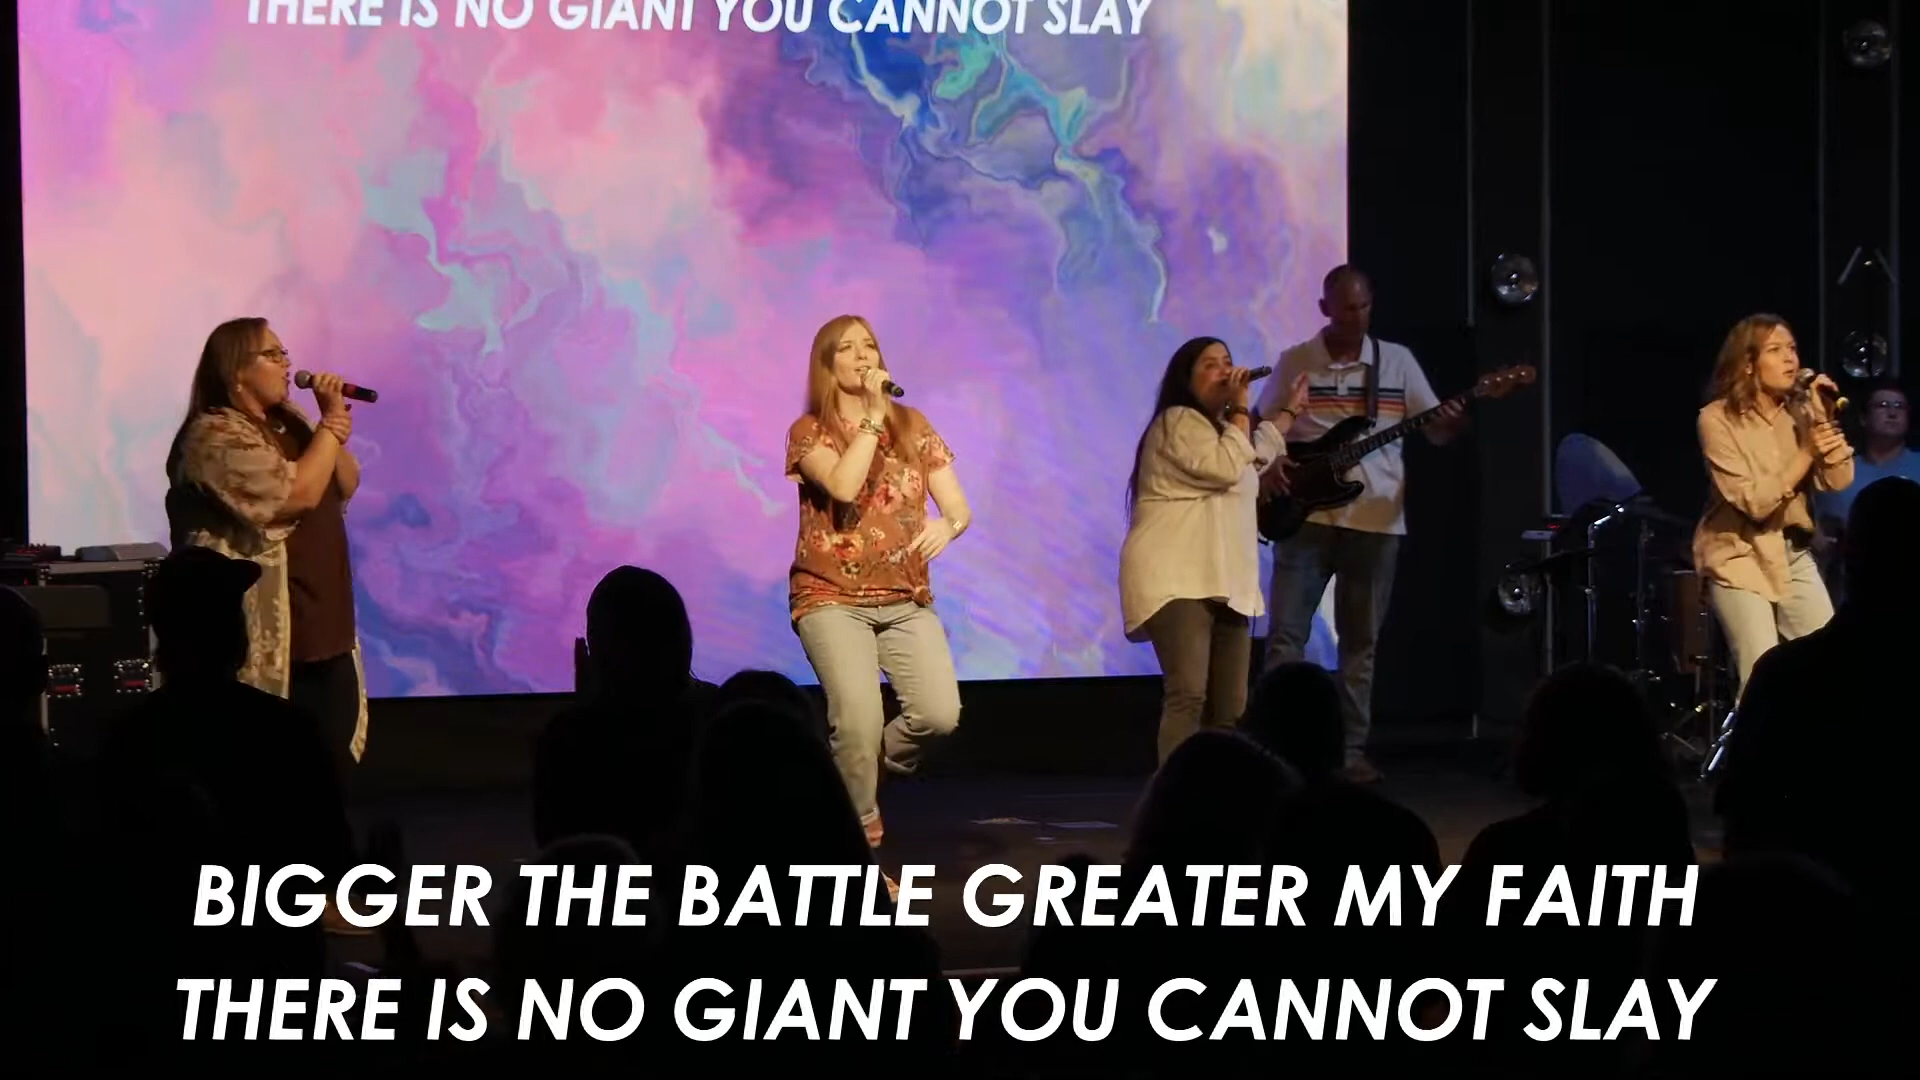 THERE IS NO GIANT YOU CANNOT SLAY
BIGGER THE BATTLE GREATER MY FAITH
THERE IS NO GIANT YOU CANNOT SLAY